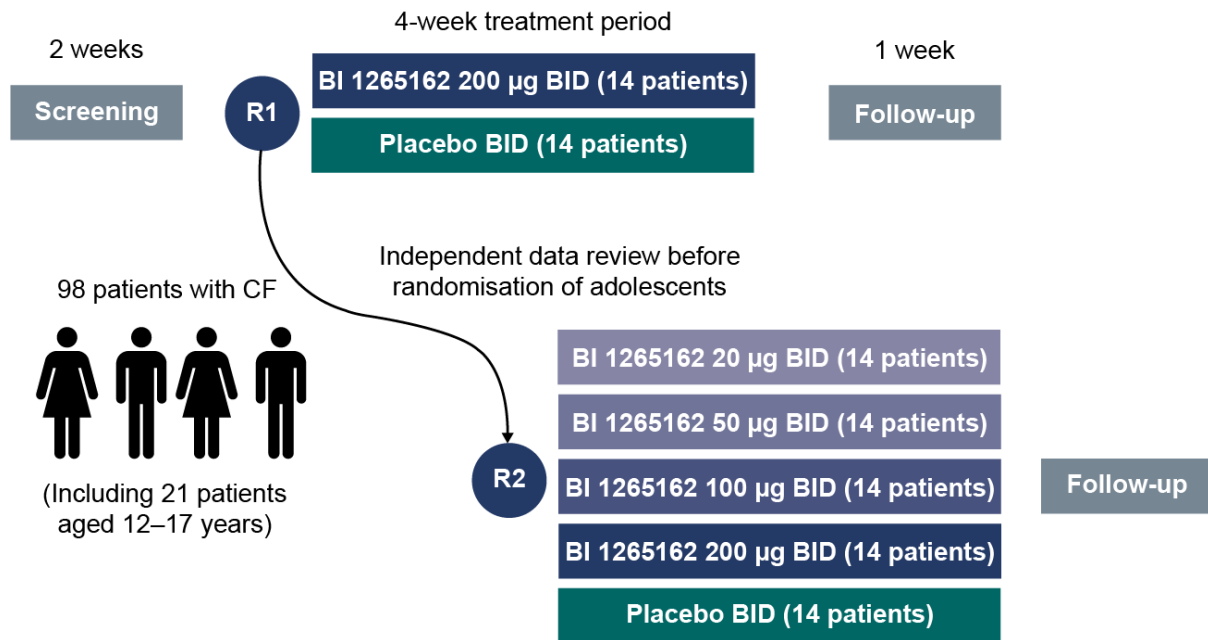 4-week treatment period
2 weeks
1 week
Screening
R1
BI 1265162 200 µg BID (14 patients)
Placebo BID (14 patients)
Follow-up
Independent data review before
randomisation of adolescents
98 patients with CF
(Including 21 patients
aged 12–17 years)
R2
BI 1265162 20 µg BID (14 patients)
BI 1265162 50 µg BID (14 patients)
BI 1265162 100 µg BID (14 patients)
BI 1265162 200 µg BID (14 patients)
Placebo BID (14 patients)
Follow-up